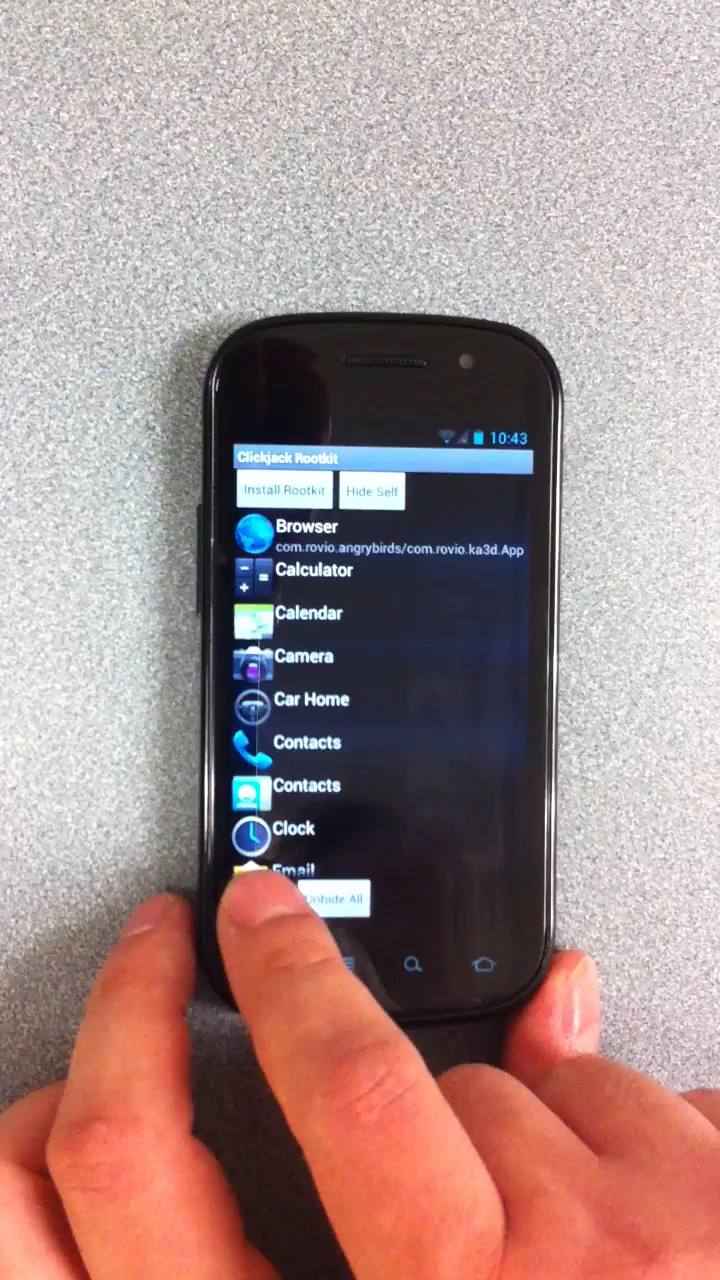 10:43
Clickjack Rootkit
Install Rootkit Hide Self
Browser
com.rovio.angrybirds/com.rovio.ka3d.App
Calculator
Calendar
Camera
Car Home
Contacts
Contacts
Clock
Email
Unhide All